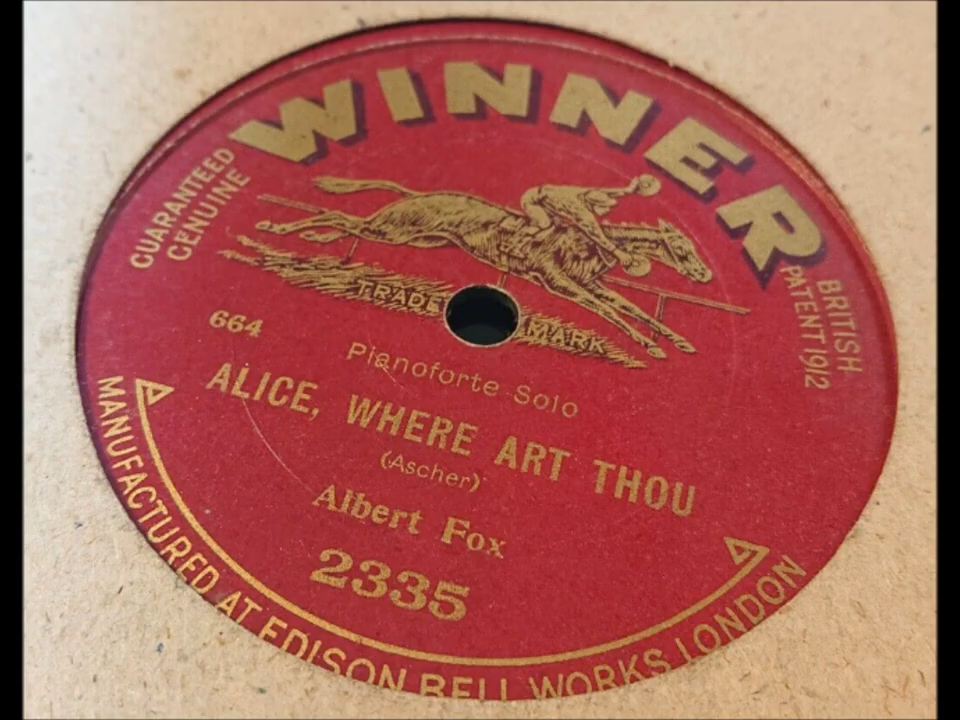 WINNER
GUARANTEED
GENUINE
BRITISH
PATENT 1912
TRADE MARK
664
Pianoforte Solo
ALICE, WHERE ART THOU
(Ascher)
Albert Fox
2335
MANUFACTURED AT EDISON BELL WORKS LONDON